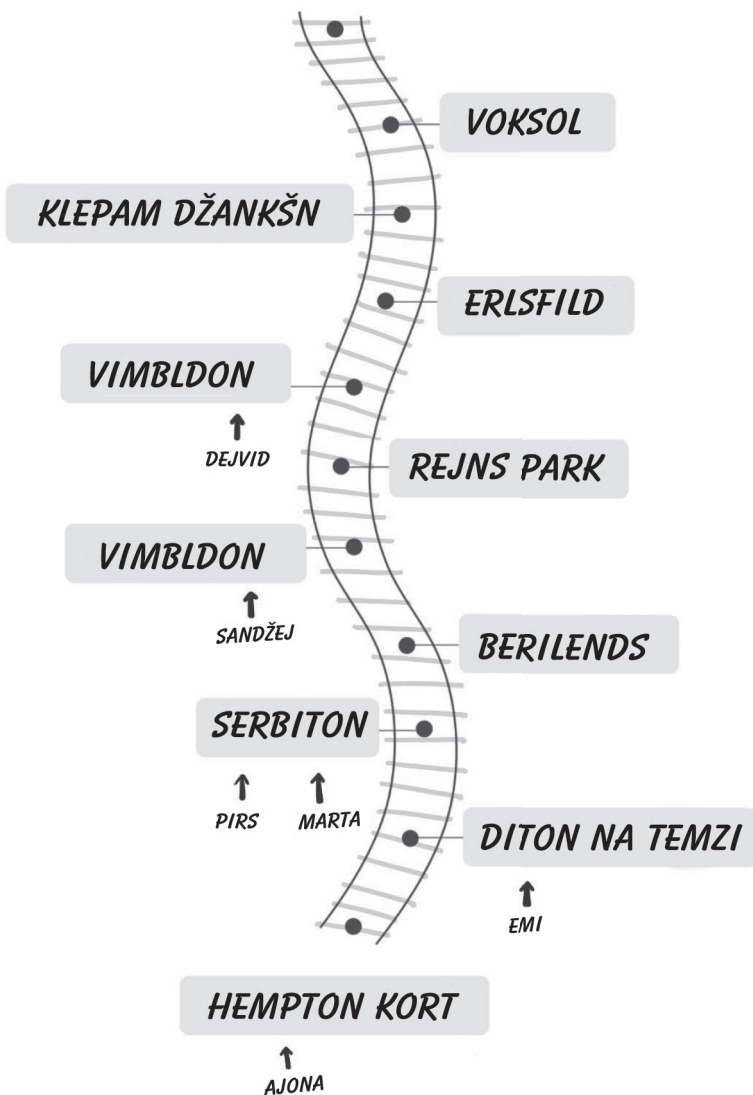 VOKSOL
KLEPAM DŽANKŠN
ERLSFILD
VIMBLDON
DEJVID
REJNS PARK
VIMBLDON
SANDŽEJ
BERILENDS
SERBITON
PIRS MARTA
DITON NA TEMZI
EMI
HEMPTON KORT
AJONA